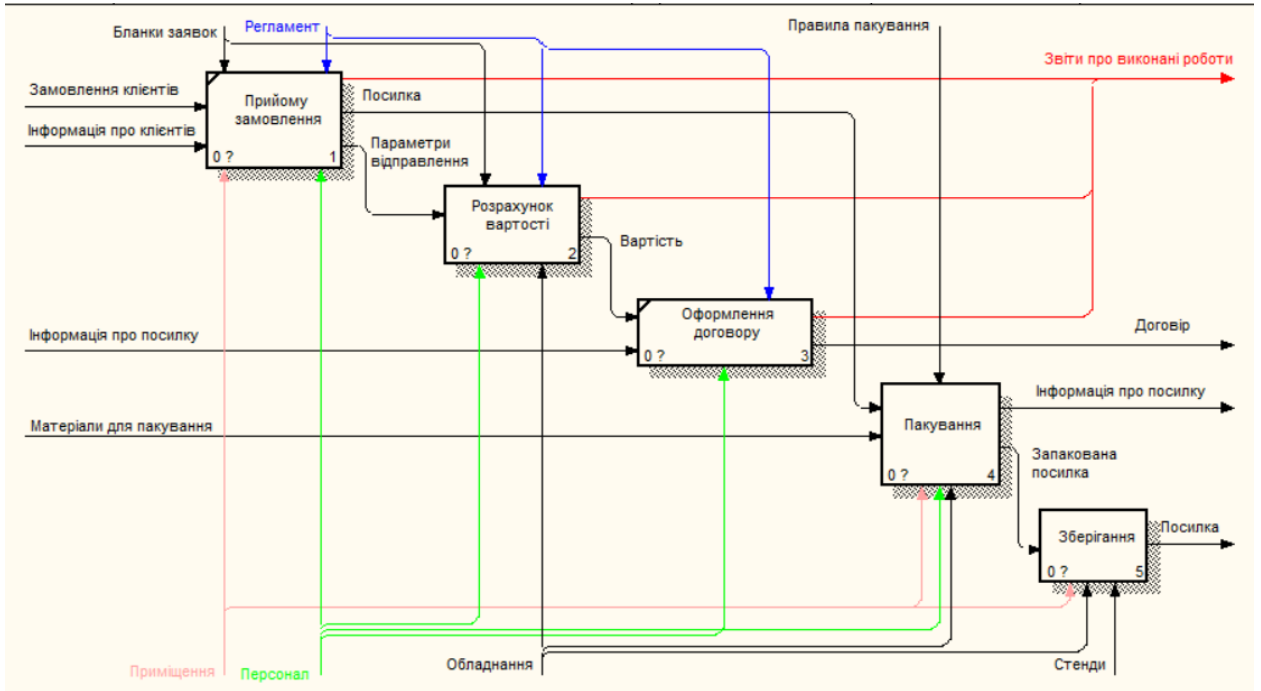 Бланки заявок
Регламент
Правила пакування
Звіти про виконані роботи
Замовлення клієнтів
Інформація про клієнтів
Прийому
замовлення
0 ?
1
Посилка
Параметри
відправлення
Розрахунок
вартості
0 ?
2
Вартість
Інформація про посилку
Оформлення
договору
0 ?
3
Договір
Матеріали для пакування
Пакування
0 ?
4
Інформація про посилку
Запакована
посилка
Зберігання
0 ?
5
Посилка
Приміщення
Персонал
Обладнання
Стенди